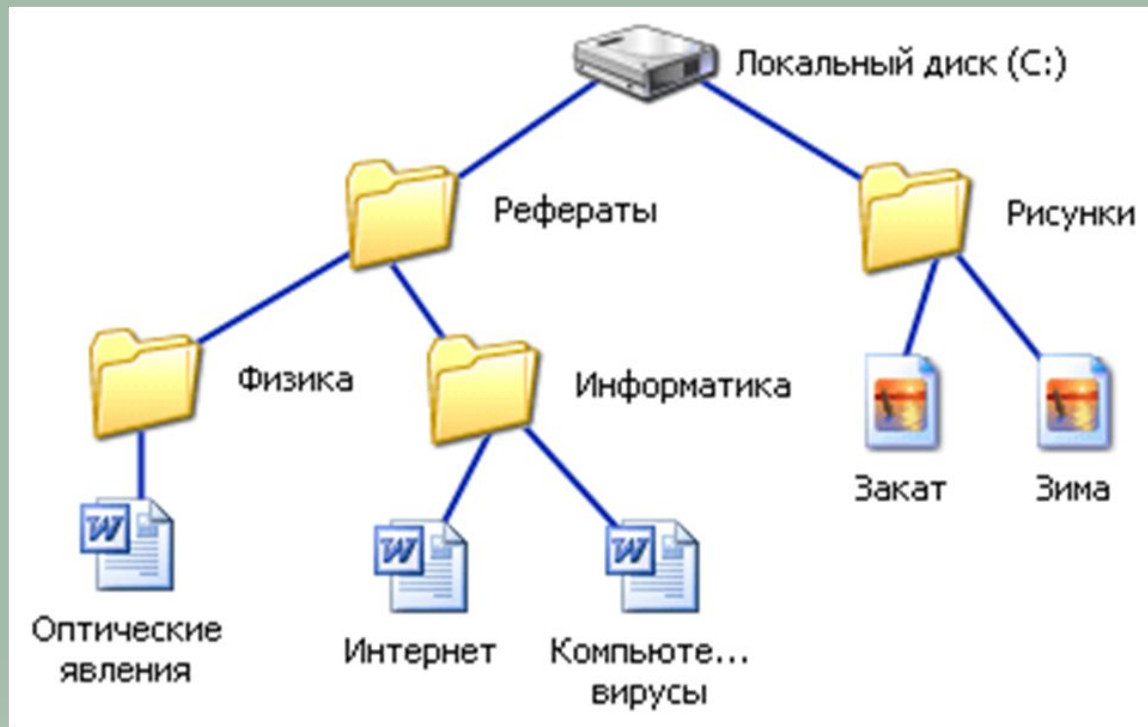 Локальный диск (C:)
Рефераты
Рисунки
Физика
Информатика
Закат
Зима
Оптические
явления
Интернет
Компьюте...
вирусы